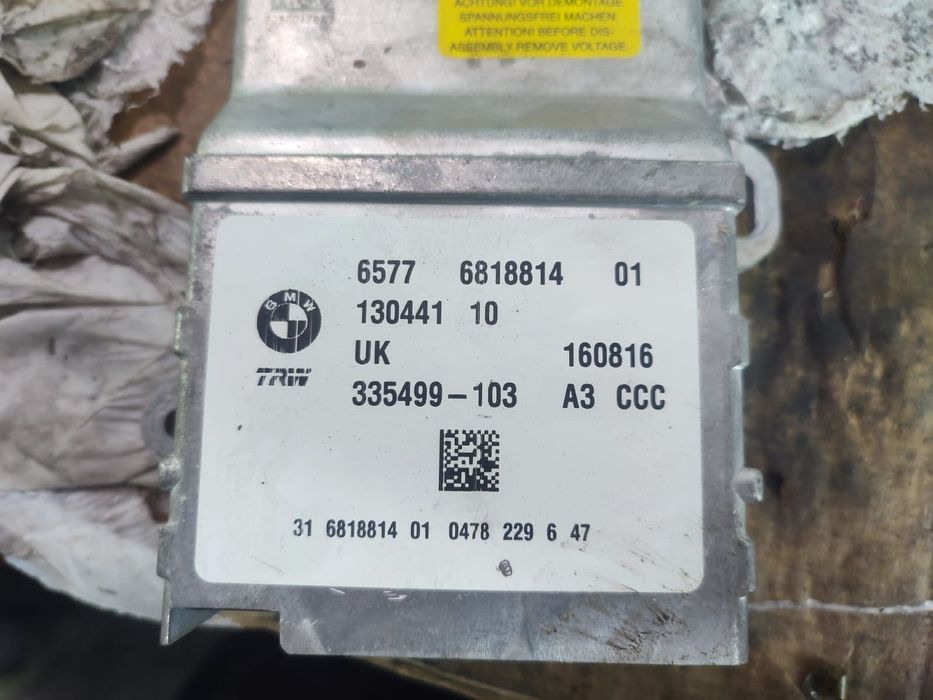 ACHTUNG! VOR DEMONTAGE
SPANNUNGSFREI MACHEN.
ATTENTION! BEFORE DIS-
ASSEMBLY REMOVE VOLTAGE.
6577 6818814 01
BMW
130441 10
UK 160816
TRW
335499-103 A3 CCC
31 6818814 01 0478 229 6 47